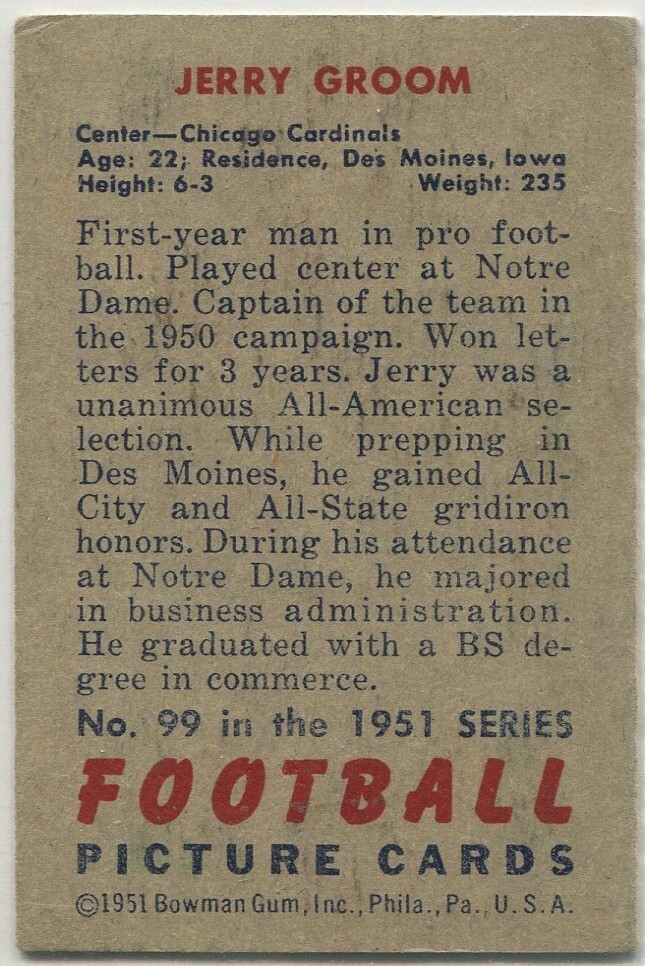 JERRY GROOM
Center—Chicago Cardinals
Age: 22; Residence, Des Moines, Iowa
Height: 6-3 Weight: 235
First-year man in pro foot-
ball. Played center at Notre
Dame. Captain of the team in
the 1950 campaign. Won let-
ters for 3 years. Jerry was a
unanimous All-American se-
lection. While prepping in
Des Moines, he gained All-
City and All-State gridiron
honors. During his attendance
at Notre Dame, he majored
in business administration.
He graduated with a BS de-
gree in commerce.
No. 99 in the 1951 SERIES
FOOTBALL
PICTURE CARDS
©1951 Bowman Gum, Inc., Phila., Pa., U.S.A.